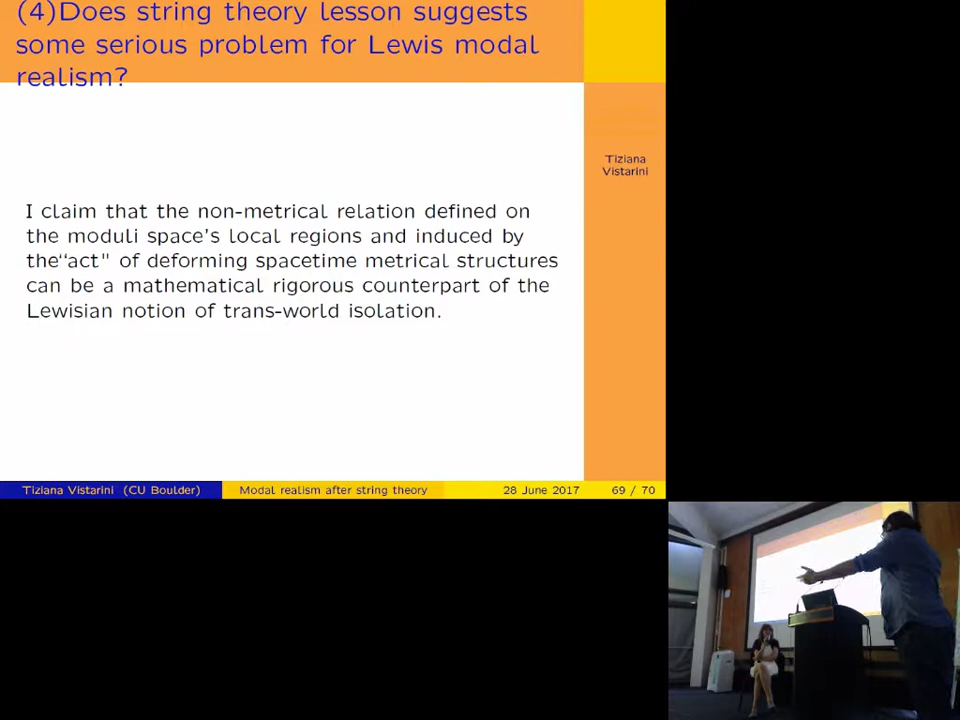 (4)Does string theory lesson suggests
some serious problem for Lewis modal
realism?
Tiziana
Vistarini
I claim that the non-metrical relation defined on
the moduli space's local regions and induced by
the“act" of deforming spacetime metrical structures
can be a mathematical rigorous counterpart of the
Lewisian notion of trans-world isolation.
Tiziana Vistarini (CU Boulder) Modal realism after string theory 28 June 2017 69 / 70